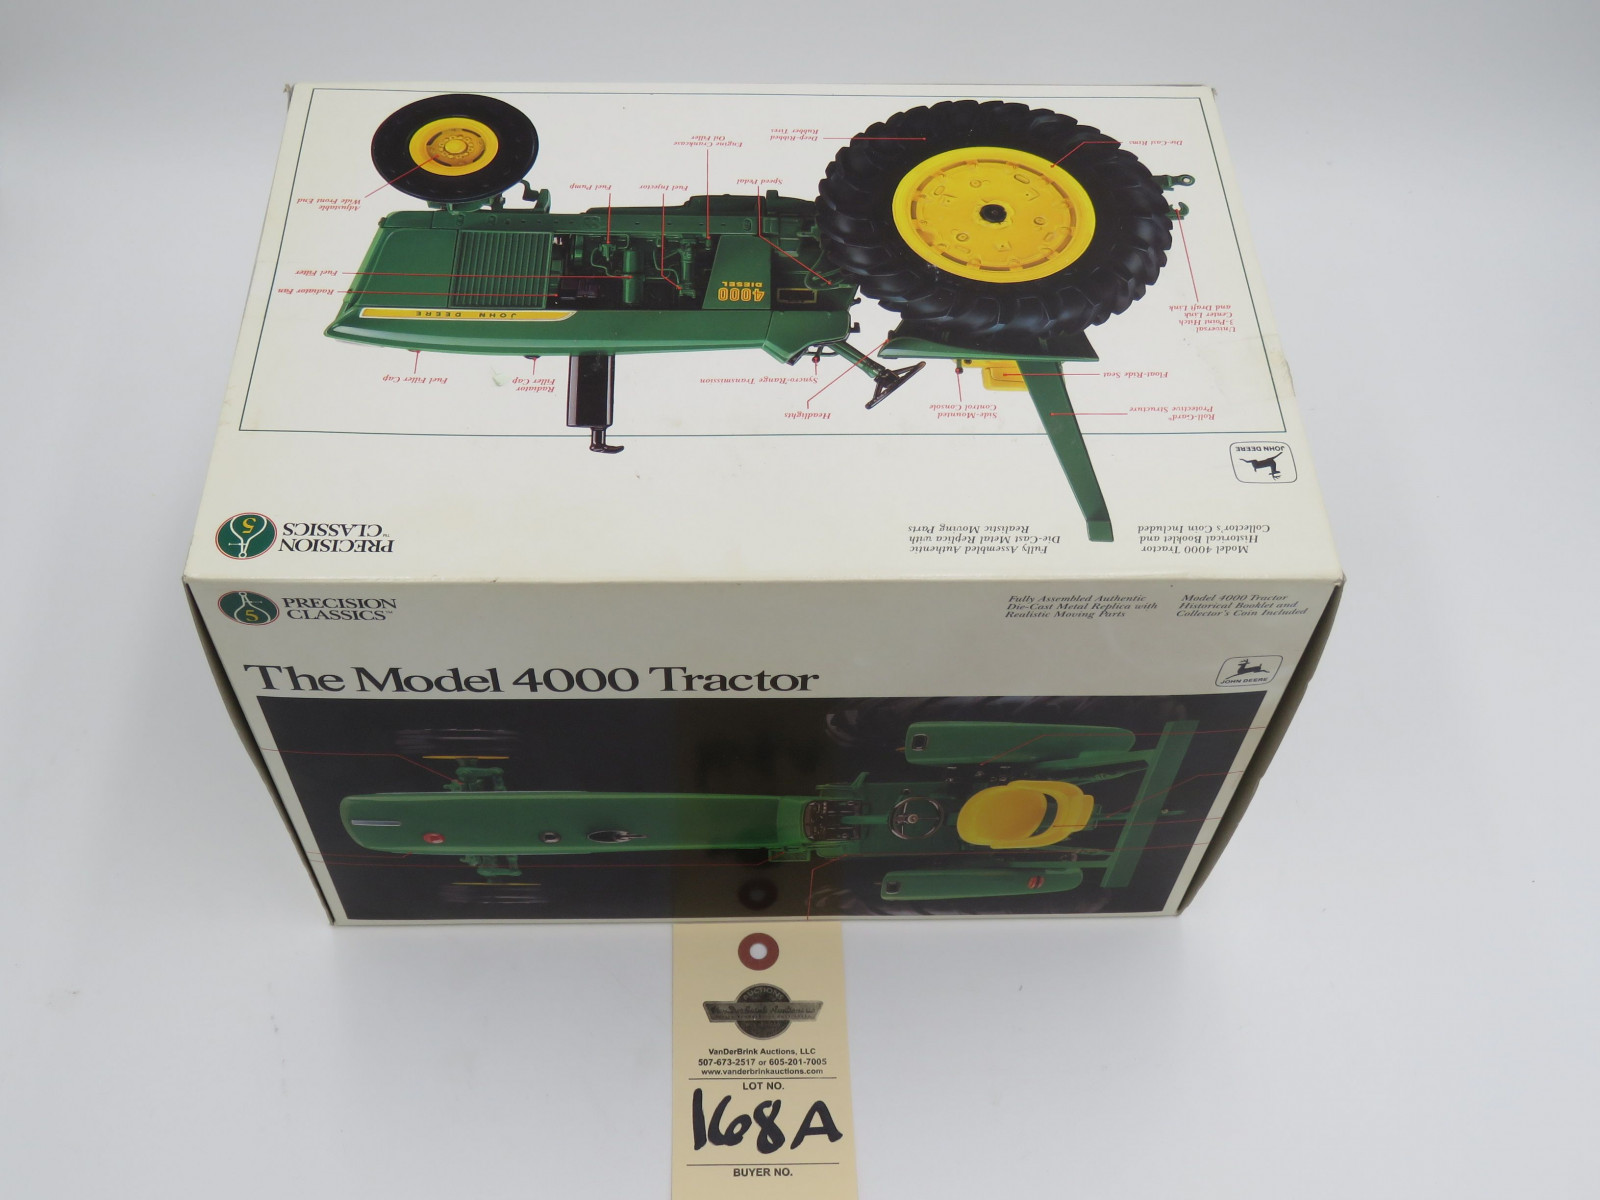 Adjustable
Wide Front End
Fuel Pump
Fuel Injector
Engine Crankcase
Oil Filler
Speed Pedal
Deep-Ribbed
Rubber Tires
Die-Cast Rims
Fuel Filter
Radiator Fan
4000
DIESEL
JOHN DEERE
Universal
3-Point Hitch
Center Link
and Draft Link
Fuel Filler Cap
Radiator
Filler Cap
Syncro-Range Transmission
Headlights
Side-Mounted
Control Console
Float-Ride Seat
Roll-Gard®
Protective Structure
JOHN DEERE
5
PRECISION
CLASSICS™
Fully Assembled Authentic
Die-Cast Metal Replica with
Realistic Moving Parts
Model 4000 Tractor
Historical Booklet and
Collector's Coin Included
5
PRECISION
CLASSICS™
Fully Assembled Authentic
Die-Cast Metal Replica with
Realistic Moving Parts
Model 4000 Tractor
Historical Booklet and
Collector's Coin Included
The Model 4000 Tractor
JOHN DEERE
AUCTIONS
VanDerBrink Auctions, LLC
507-673-2517 or 605-201-7005
www.vanderbrinkauctions.com
LOT NO.
168A
BUYER NO.